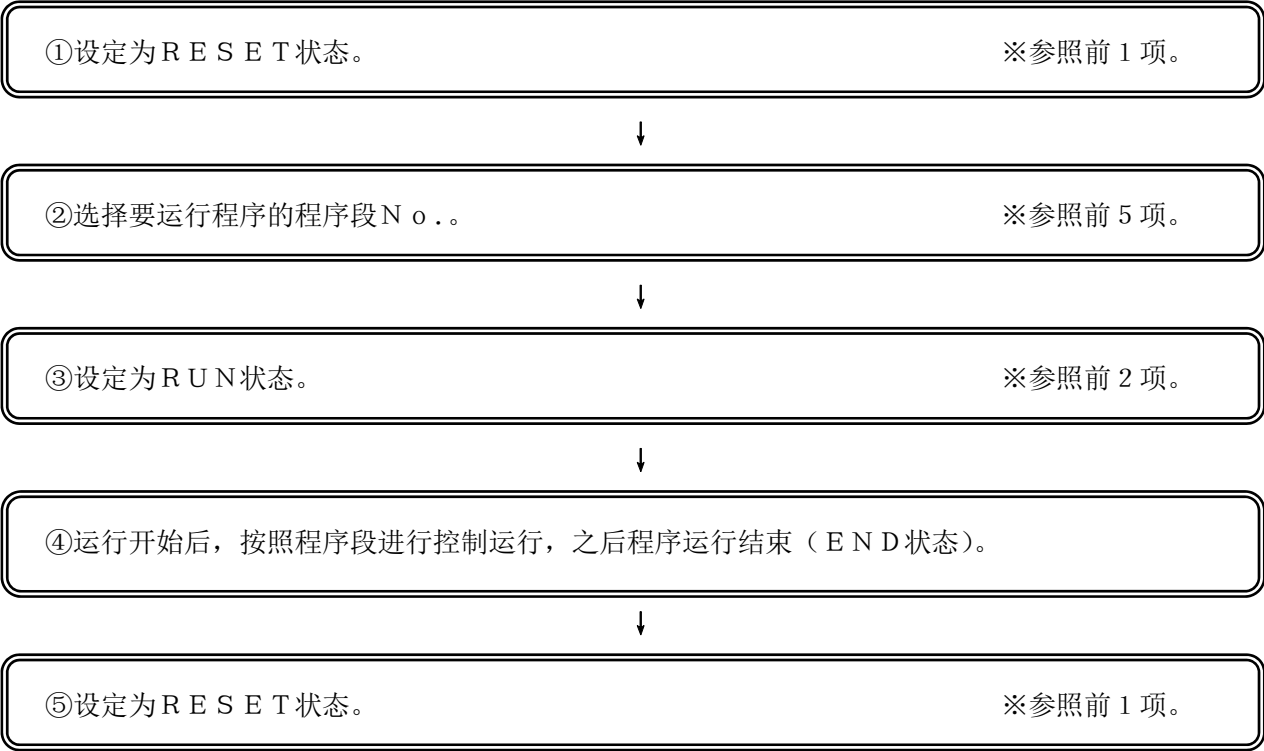 ①设定为ＲＥＳＥＴ状态。 ※参照前１项。
↓
②选择要运行程序的程序段Ｎｏ.。 ※参照前５项。
↓
③设定为ＲＵＮ状态。 ※参照前２项。
↓
④运行开始后，按照程序段进行控制运行，之后程序运行结束（ＥＮＤ状态）。
↓
⑤设定为ＲＥＳＥＴ状态。 ※参照前１项。